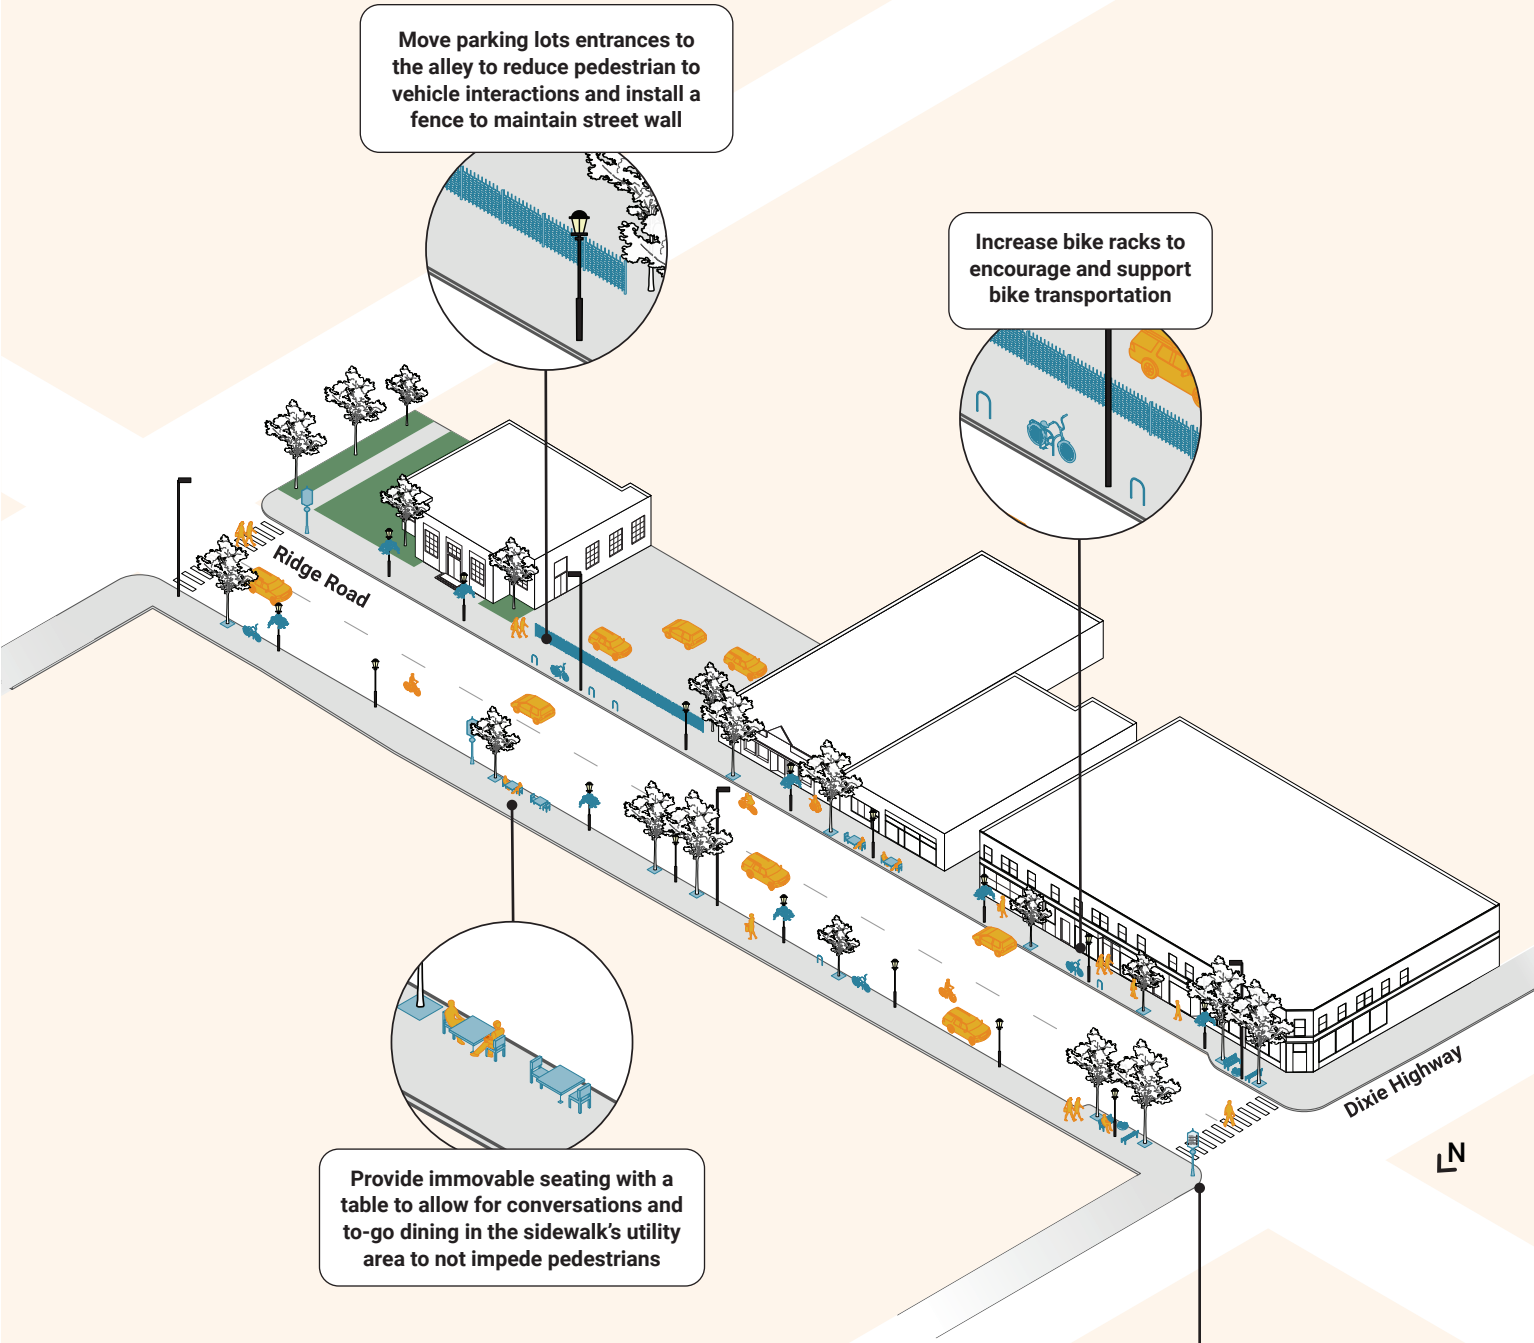 Move parking lots entrances to
the alley to reduce pedestrian to
vehicle interactions and install a
fence to maintain street wall
Increase bike racks to
encourage and support
bike transportation
Ridge Road
Dixie Highway
N
Provide immovable seating with a
table to allow for conversations and
to-go dining in the sidewalk's utility
area to not impede pedestrians